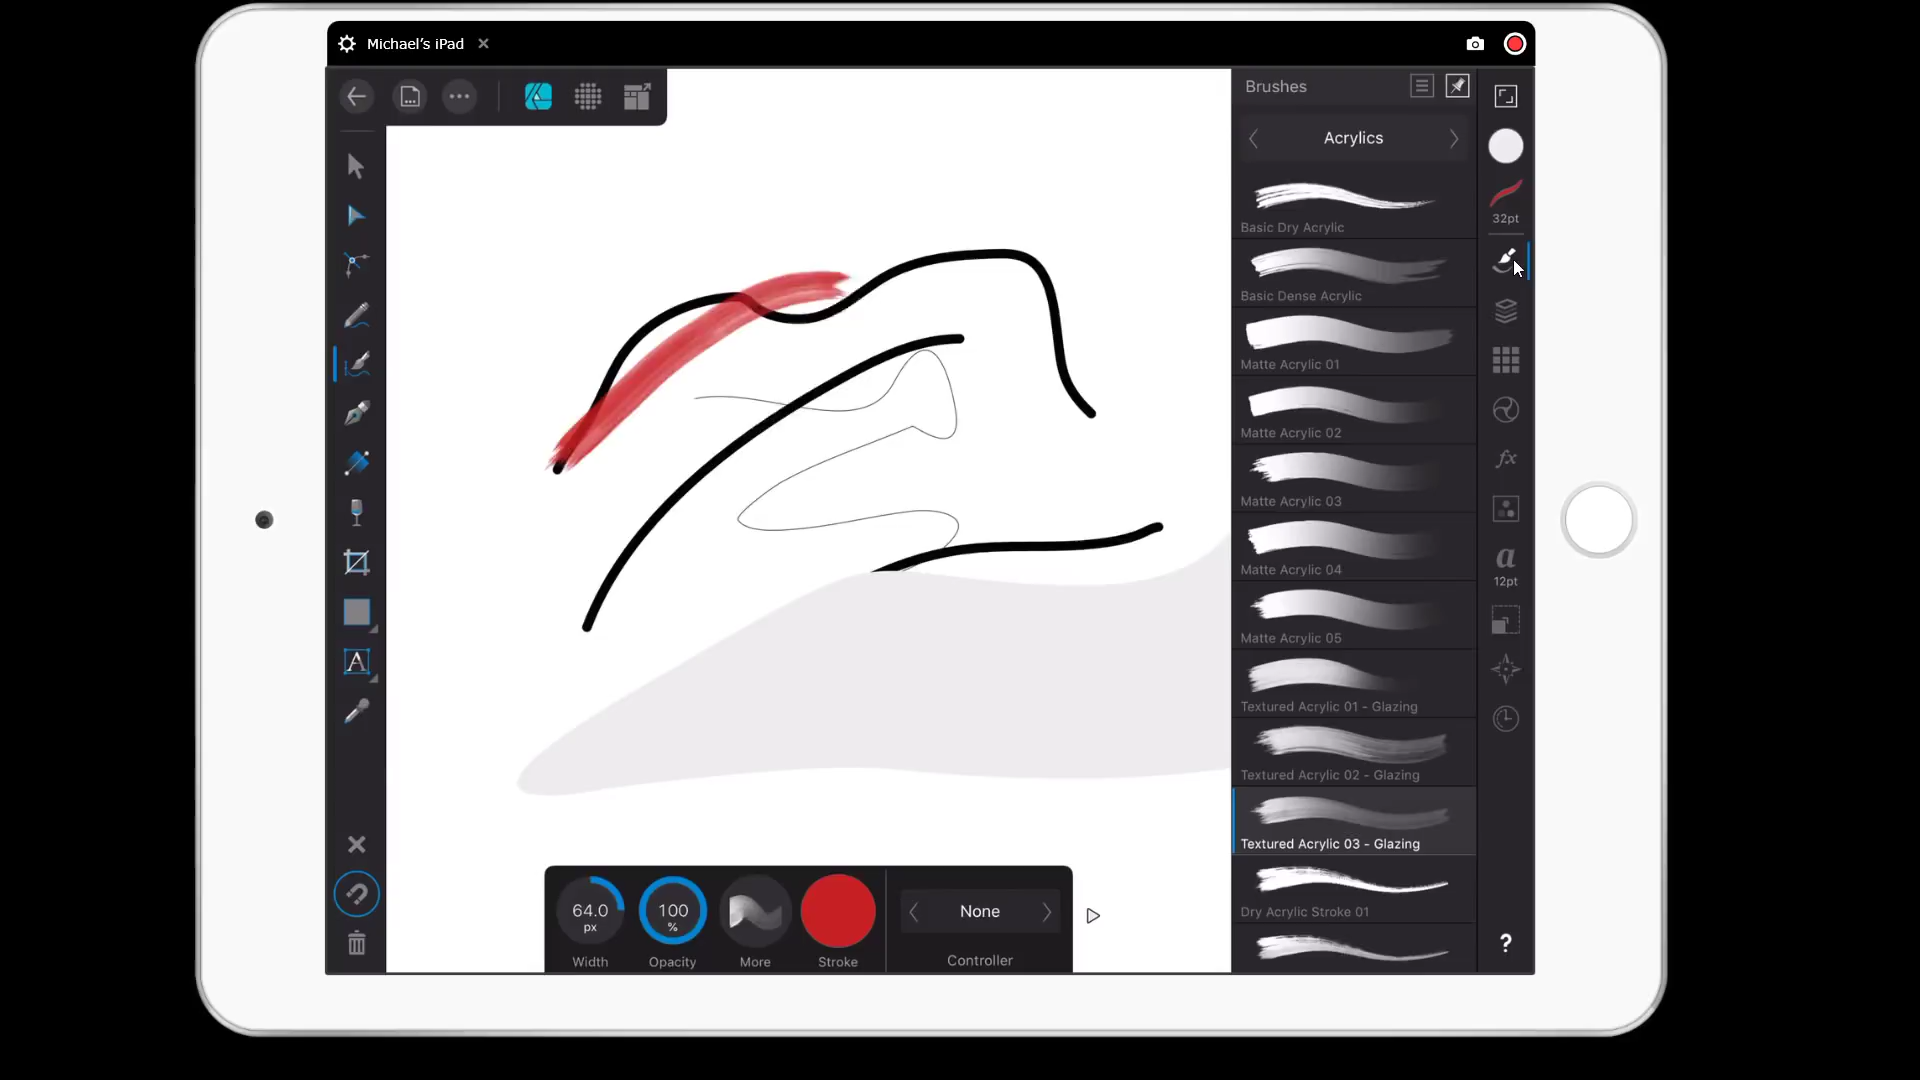 Michael's iPad
Brushes
Acrylics
Basic Dry Acrylic
32pt
Basic Dense Acrylic
Matte Acrylic 01
Matte Acrylic 02
fx
Matte Acrylic 03
Matte Acrylic 04
a
12pt
Matte Acrylic 05
A
Textured Acrylic 01 - Glazing
Textured Acrylic 02 - Glazing
Textured Acrylic 03 - Glazing
Dry Acrylic Stroke 01
64.0
px
100
%
None
Width
Opacity
More
Stroke
Controller
?